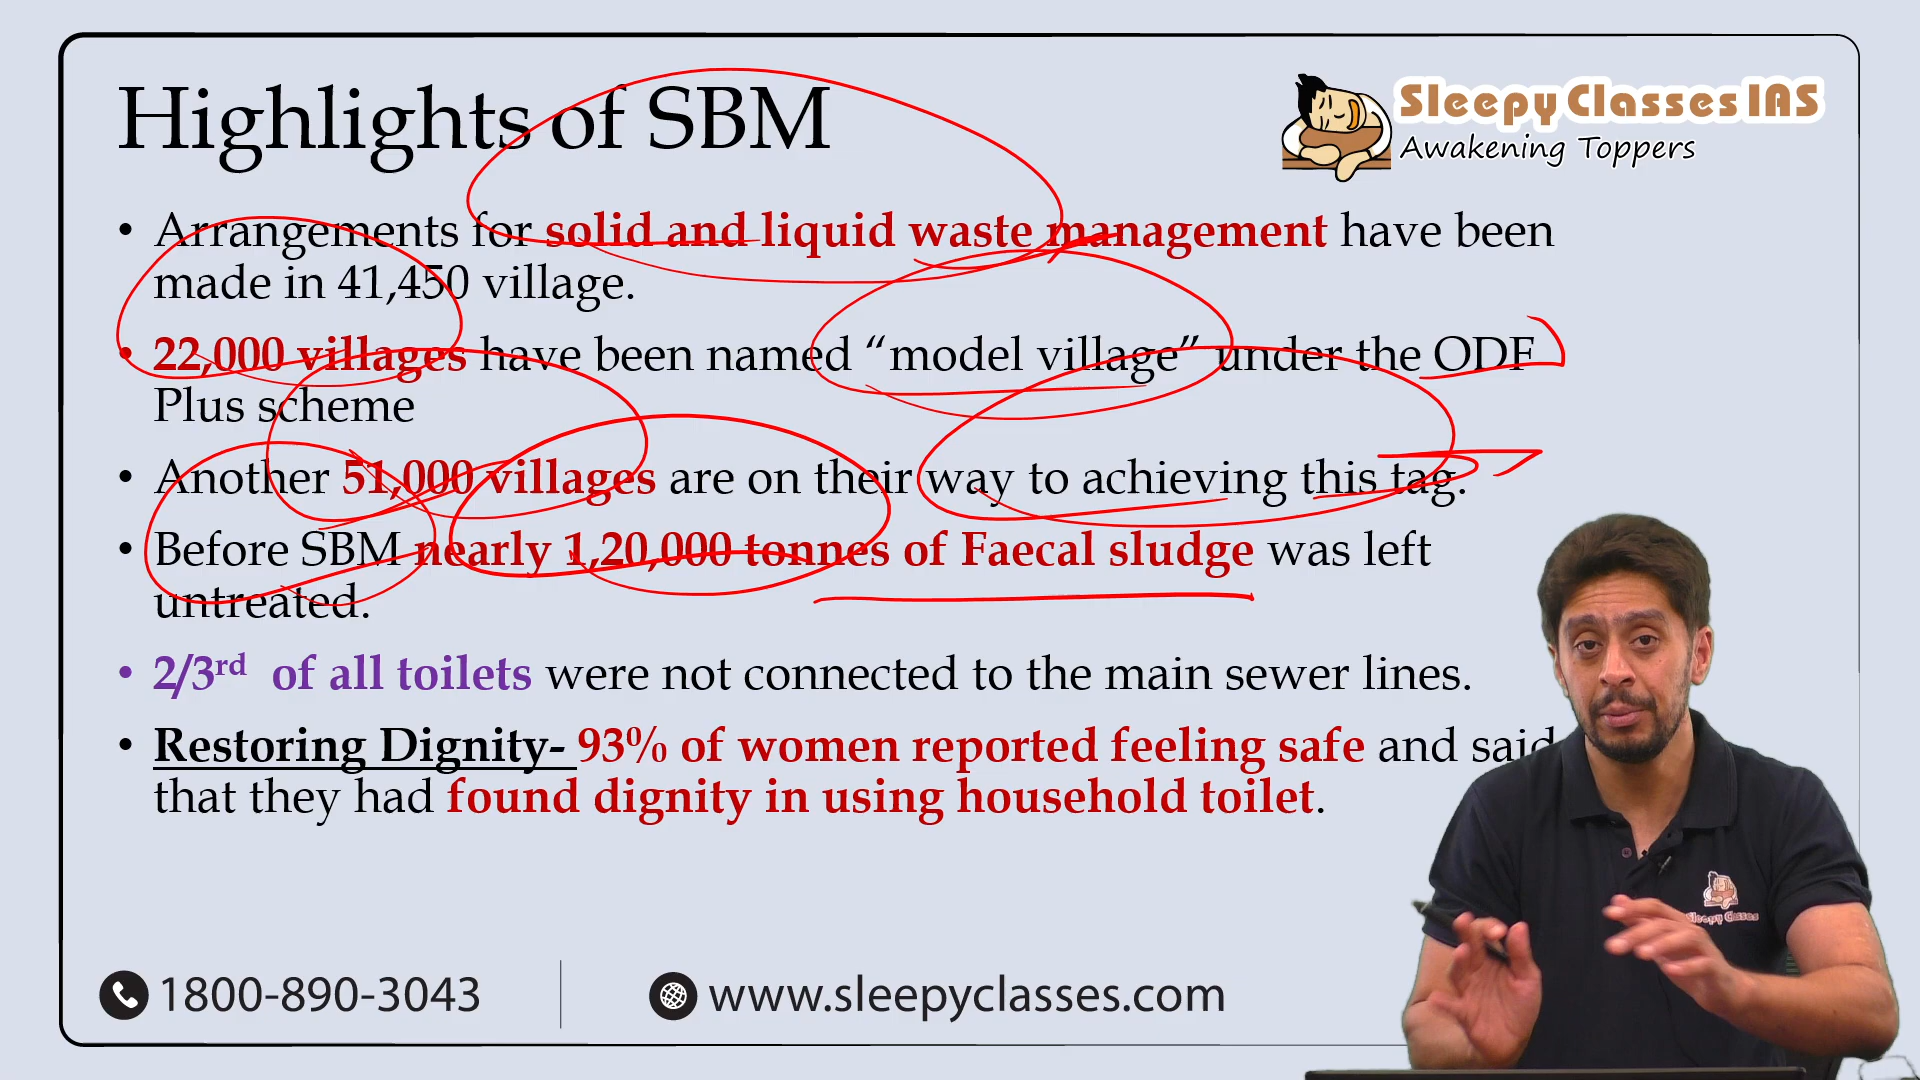 Highlights of SBM
Sleepy Classes IAS
Awakening Toppers
• Arrangements for solid and liquid waste management have been
made in 41,450 village.
• 22,000 villages have been named “model village” under the ODF
Plus scheme
• Another 51,000 villages are on their way to achieving this tag.
• Before SBM nearly 1,20,000 tonnes of Faecal sludge was left
untreated.
• 2/3rd of all toilets were not connected to the main sewer lines.
• Restoring Dignity- 93% of women reported feeling safe and said
that they had found dignity in using household toilet.
Sleepy Classes
1800-890-3043
www.sleepyclasses.com